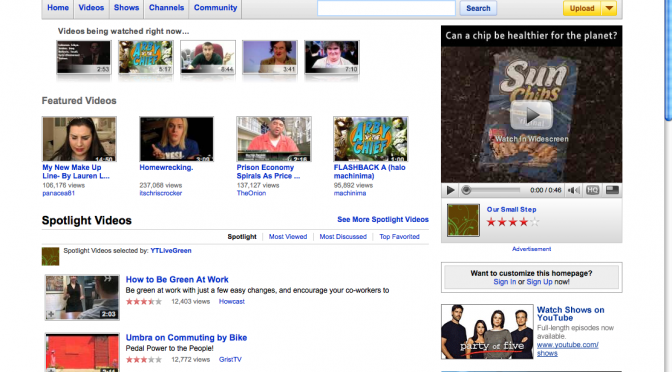 Home Videos Shows Channels Community Search Upload
Videos being watched right now...
2:53 5:17 8:44 3:41 7:10
Can a chip be healthier for the planet?
Sun
Chips
Watch in Widescreen
0:00 / 0:46 HQ
Featured Videos
14:50 3:09
ARBY
THE
CHIEF
My New Make Up
Line- By Lauren L...
106,176 views
panacea81
Homewrecking.
237,068 views
itschriscrocker
Prison Economy
Spirals As Price ...
137,127 views
TheOnion
FLASHBACK A (halo
machinima)
95,892 views
machinima
Our Small Step
Advertisement
Spotlight Videos See More Spotlight Videos
Spotlight Most Viewed Most Discussed Top Favorited
Spotlight Videos selected by: YTLiveGreen
How to Be Green At Work
Be green at work with just a few easy changes, and encourage your co-workers to
12,403 views Howcast
2:03
Umbra on Commuting by Bike
Pedal Power to the People!
12,772 views GristTV
Want to customize this homepage?
Sign In or Sign Up now!
party of five
Watch Shows on
YouTube
Full-length episodes now
available.
www.youtube.com/
shows